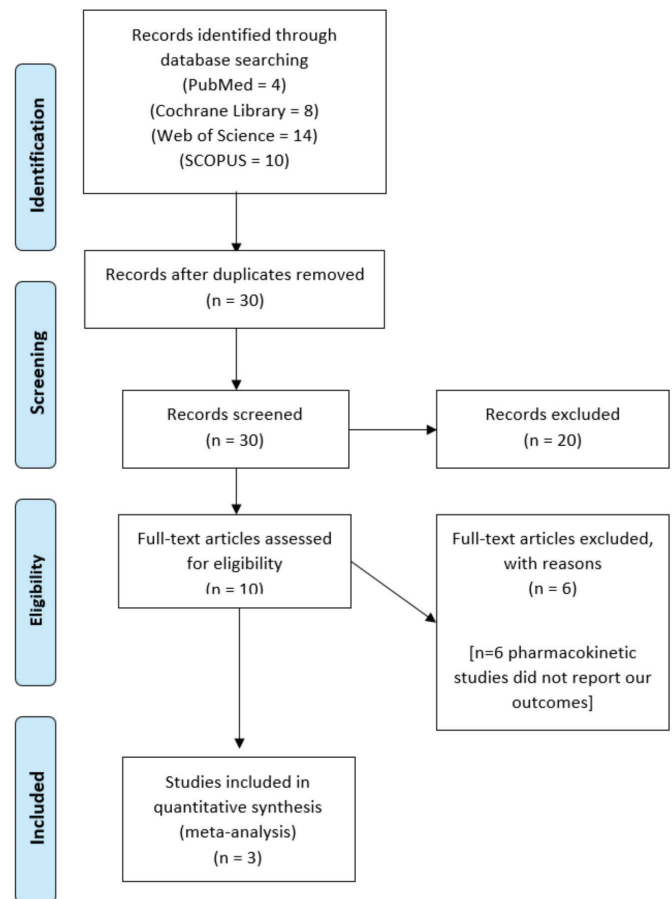 Identification
Records identified through
database searching
(PubMed = 4)
(Cochrane Library = 8)
(Web of Science = 14)
(SCOPUS = 10)
Records after duplicates removed
(n = 30)
Screening
Records screened
(n = 30)
Records excluded
(n = 20)
Eligibility
Full-text articles assessed
for eligibility
(n = 10)
Full-text articles excluded,
with reasons
(n = 6)
[n=6 pharmacokinetic
studies did not report our
outcomes]
Included
Studies included in
quantitative synthesis
(meta-analysis)
(n = 3)